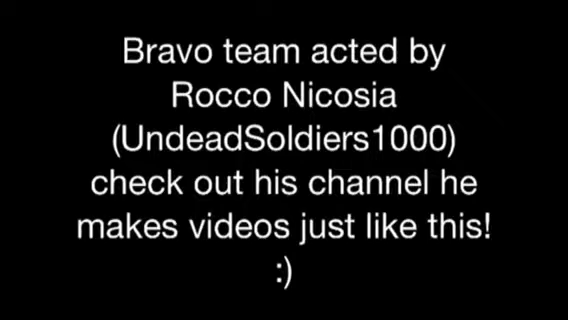 Bravo team acted by
Rocco Nicosia
(UndeadSoldiers1000)
check out his channel he
makes videos just like this!
:)